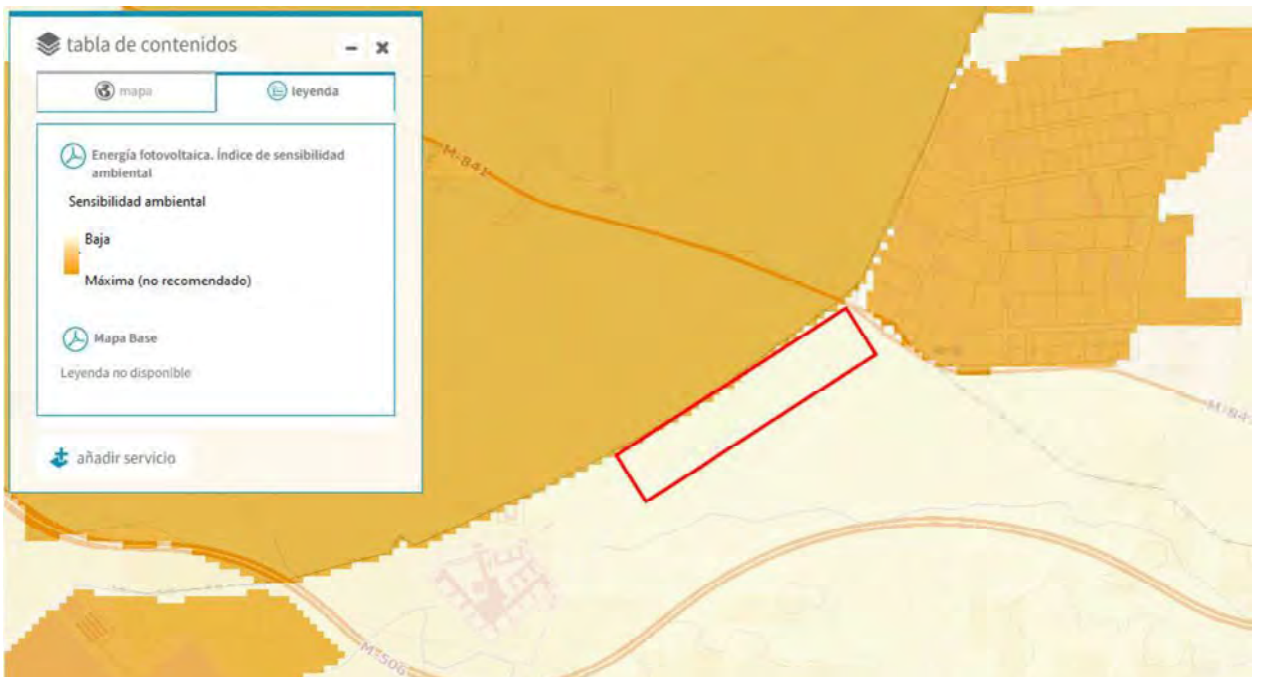 tabla de contenidos
mapa
leyenda
Energía fotovoltaica. Índice de sensibilidad
ambiental
Sensibilidad ambiental
Baja
Máxima (no recomendado)
Mapa Base
Leyenda no disponible
añadir servicio
M-841
M-506